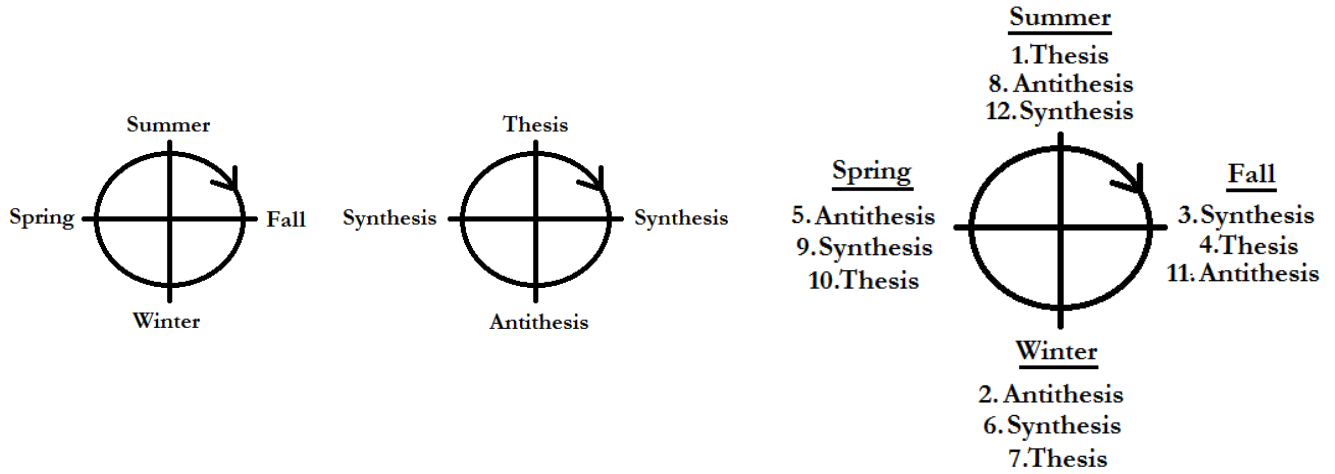 Summer
Spring
Fall
Winter
Thesis
Synthesis
Synthesis
Antithesis
Summer
1.Thesis
8. Antithesis
12.Synthesis
Spring
5. Antithesis
9.Synthesis
10.Thesis
Fall
3.Synthesis
4.Thesis
11.Antithesis
Winter
2. Antithesis
6. Synthesis
7.Thesis